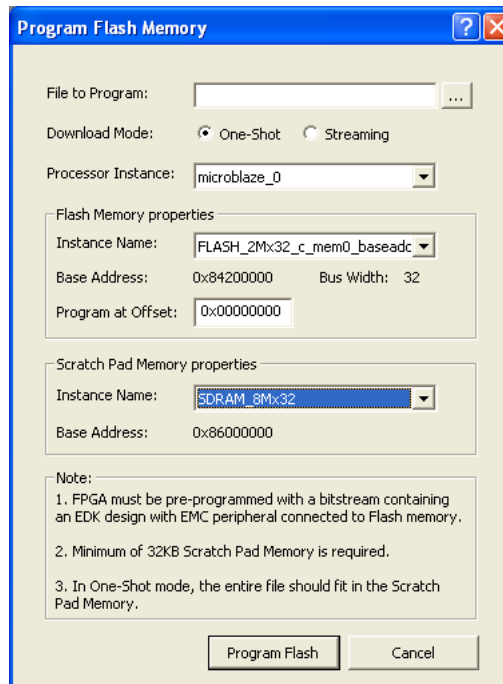 Program Flash Memory
File to Program:
...
Download Mode: One-Shot Streaming
Processor Instance: microblaze_0
Flash Memory properties
Instance Name: FLASH_2Mx32_c_mem0_baseadc
Base Address: 0x84200000 Bus Width: 32
Program at Offset: 0x00000000
Scratch Pad Memory properties
Instance Name: SDRAM_8Mx32
Base Address: 0x86000000
Note:
1. FPGA must be pre-programmed with a bitstream containing
an EDK design with EMC peripheral connected to Flash memory.
2. Minimum of 32KB Scratch Pad Memory is required.
3. In One-Shot mode, the entire file should fit in the Scratch
Pad Memory.
Program Flash Cancel